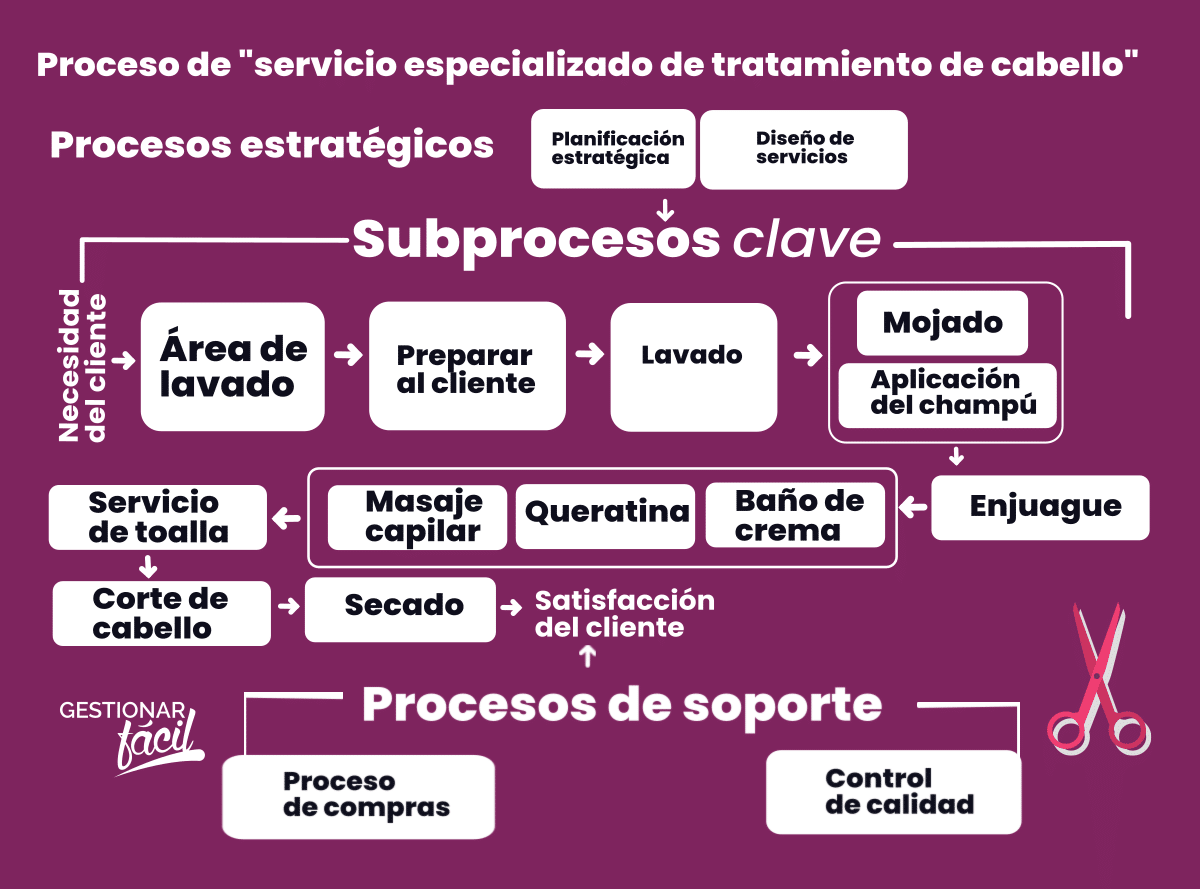 Proceso de "servicio especializado de tratamiento de cabello"
Procesos estratégicos
Planificación
estratégica
Diseño de
servicios
Subprocesos clave
Necesidad
del cliente
Área de
lavado
Preparar
al cliente
Lavado
Mojado
Aplicación
del champú
Enjuague
Baño de
crema
Queratina
Masaje
capilar
Servicio
de toalla
Corte de
cabello
Secado
Satisfacción
del cliente
Procesos de soporte
GESTIONAR
fácil
Proceso
de compras
Control
de calidad